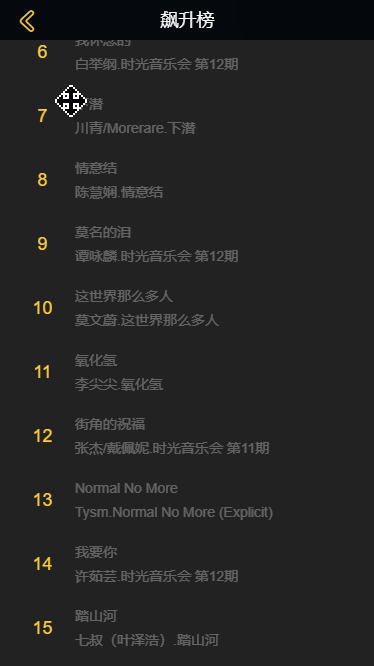 飙升榜
我怀念的
6
白举纲.时光音乐会 第12期
下潜
7
川青/Morerare.下潜
情意结
8
陈慧娴.情意结
莫名的泪
9
谭咏麟.时光音乐会 第12期
这世界那么多人
10
莫文蔚.这世界那么多人
氧化氢
11
李尖尖.氧化氢
街角的祝福
12
张杰/戴佩妮.时光音乐会 第11期
Normal No More
13
Tysm.Normal No More (Explicit)
我要你
14
许茹芸.时光音乐会 第12期
踏山河
15
七叔（叶泽浩）.踏山河